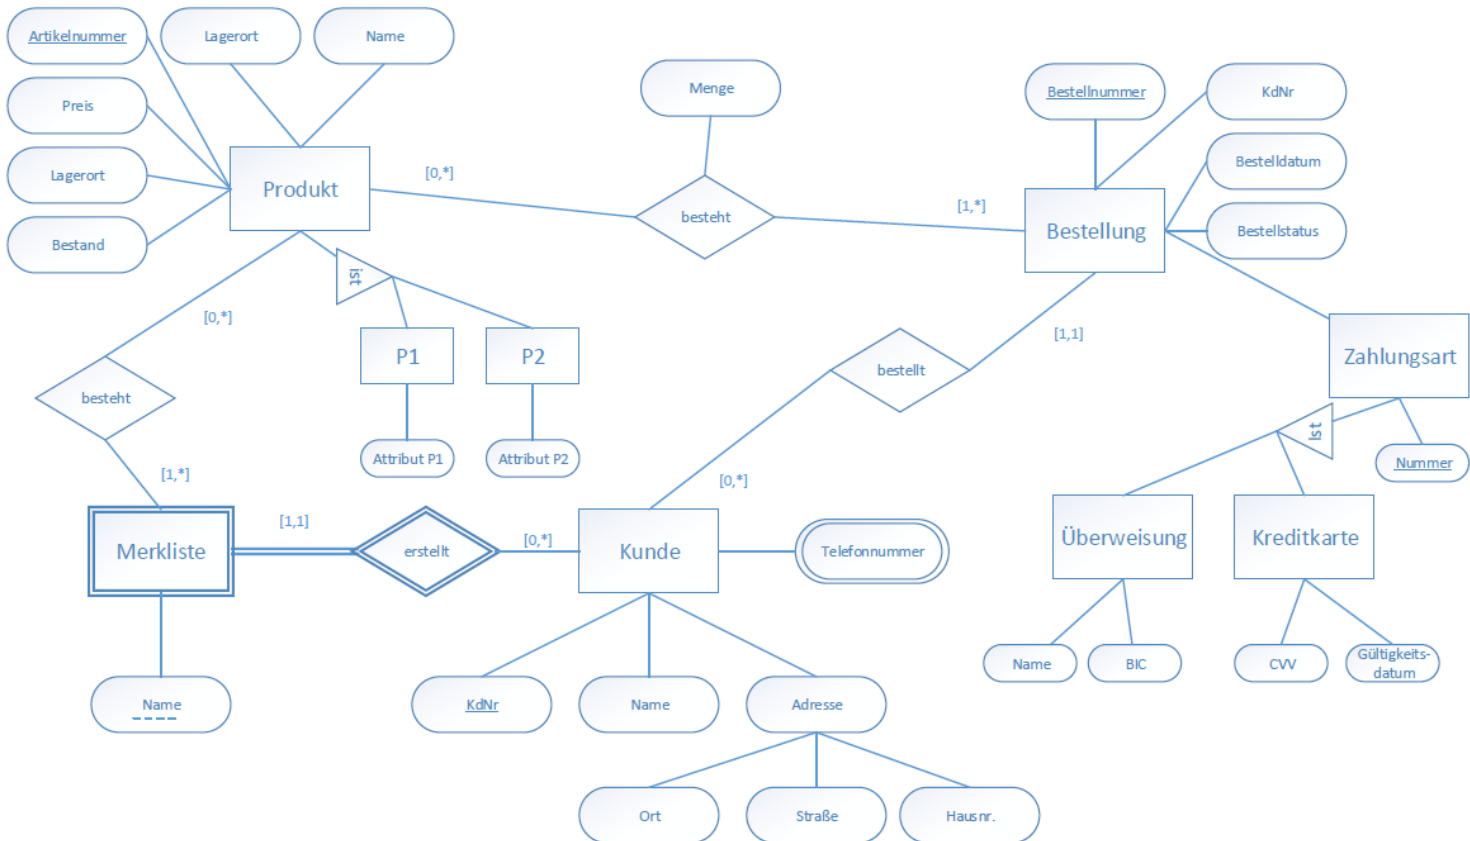 Artikelnummer
Lagerort
Name
Preis
Lagerort
Bestand
Produkt
[0,*]
Menge
besteht
[1,*]
Bestellnummer
KdNr
Bestelldatum
Bestellstatus
Bestellung
ist
P1
P2
Attribut P1
Attribut P2
[0,*]
besteht
[1,*]
bestellt
[1,1]
[0,*]
Zahlungsart
Ist
Nummer
Überweisung
Kreditkarte
Name
BIC
CVV
Gültigkeits-
datum
Merkliste
[1,1]
erstellt
[0,*]
Kunde
Telefonnummer
Name
KdNr
Name
Adresse
Ort
Straße
Hausnr.